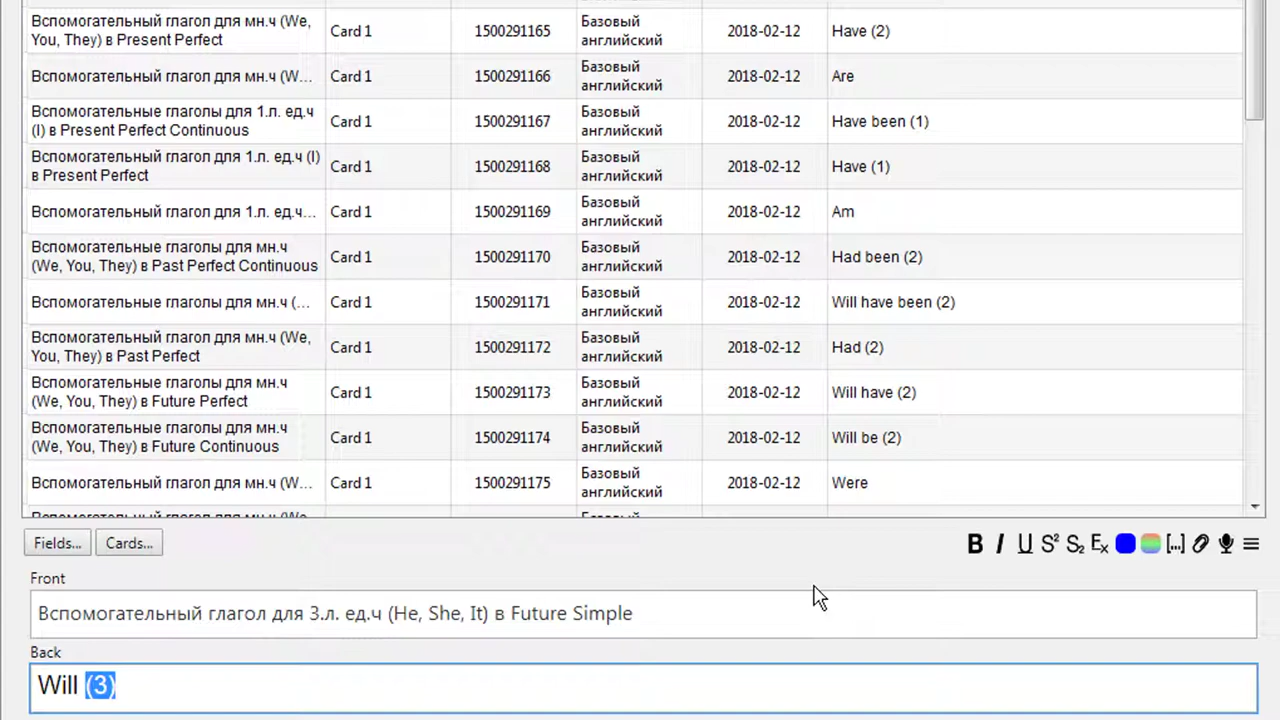 Вспомогательный глагол для мн.ч (We,
You, They) в Present Perfect
Card 1
1500291165
Базовый
английский
2018-02-12
Have (2)
Вспомогательный глагол для мн.ч (W...
Card 1
1500291166
Базовый
английский
2018-02-12
Are
Вспомогательные глаголы для 1.л. ед.ч
(I) в Present Perfect Continuous
Card 1
1500291167
Базовый
английский
2018-02-12
Have been (1)
Вспомогательный глагол для 1.л. ед.ч (I)
в Present Perfect
Card 1
1500291168
Базовый
английский
2018-02-12
Have (1)
Вспомогательный глагол для 1.л. ед.ч...
Card 1
1500291169
Базовый
английский
2018-02-12
Am
Вспомогательные глаголы для мн.ч
(We, You, They) в Past Perfect Continuous
Card 1
1500291170
Базовый
английский
2018-02-12
Had been (2)
Вспомогательные глаголы для мн.ч (...
Card 1
1500291171
Базовый
английский
2018-02-12
Will have been (2)
Вспомогательный глагол для мн.ч (We,
You, They) в Past Perfect
Card 1
1500291172
Базовый
английский
2018-02-12
Had (2)
Вспомогательные глаголы для мн.ч
(We, You, They) в Future Perfect
Card 1
1500291173
Базовый
английский
2018-02-12
Will have (2)
Вспомогательные глаголы для мн.ч
(We, You, They) в Future Continuous
Card 1
1500291174
Базовый
английский
2018-02-12
Will be (2)
Вспомогательный глагол для мн.ч (W...
Card 1
1500291175
Базовый
английский
2018-02-12
Were
Fields... Cards...
B I U S² S₂ Ex [...]
Front
Вспомогательный глагол для 3.л. ед.ч (He, She, It) в Future Simple
Back
Will (3)